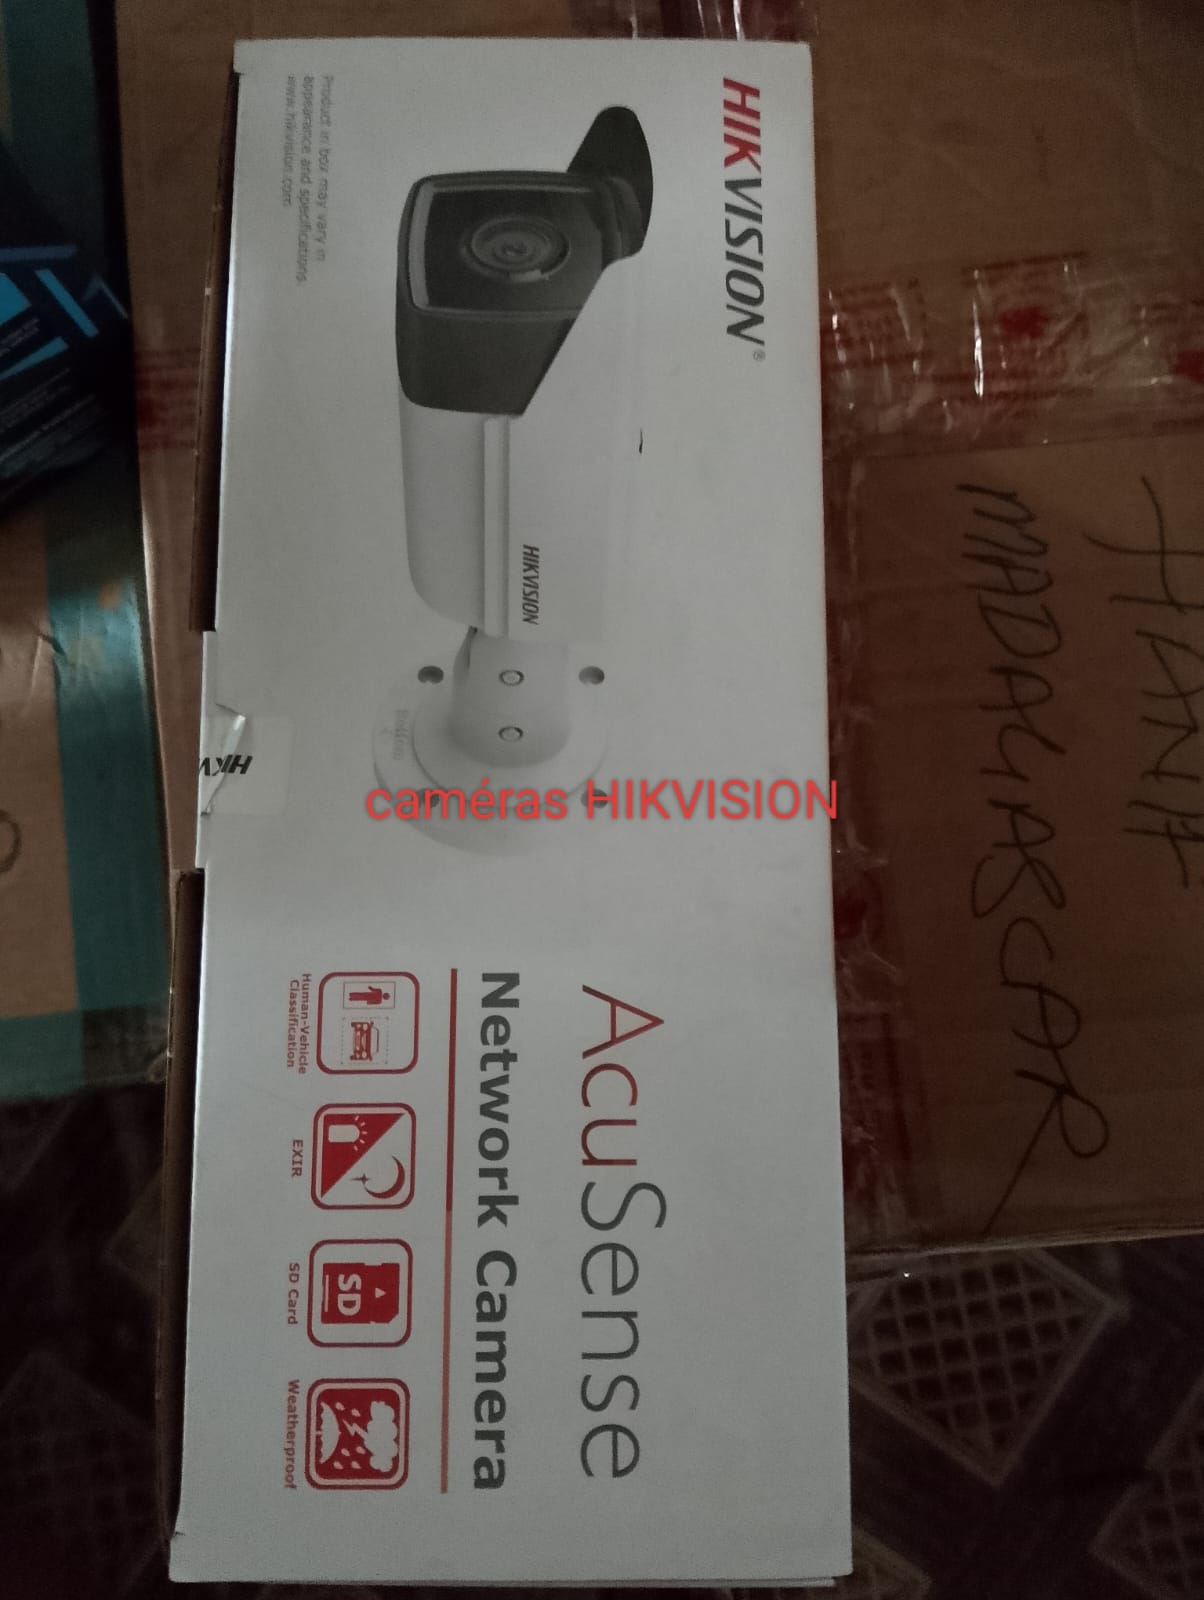 HIKVISION®
HIKVISION
Product in box may vary in
appearance and specifications.
www.hikvision.com
HIKV
caméras HIKVISION
AcuSense
Network Camera
Human-Vehicle
Classification
EXIR
SD
SD Card
Weatherproof
MADAGASCAR